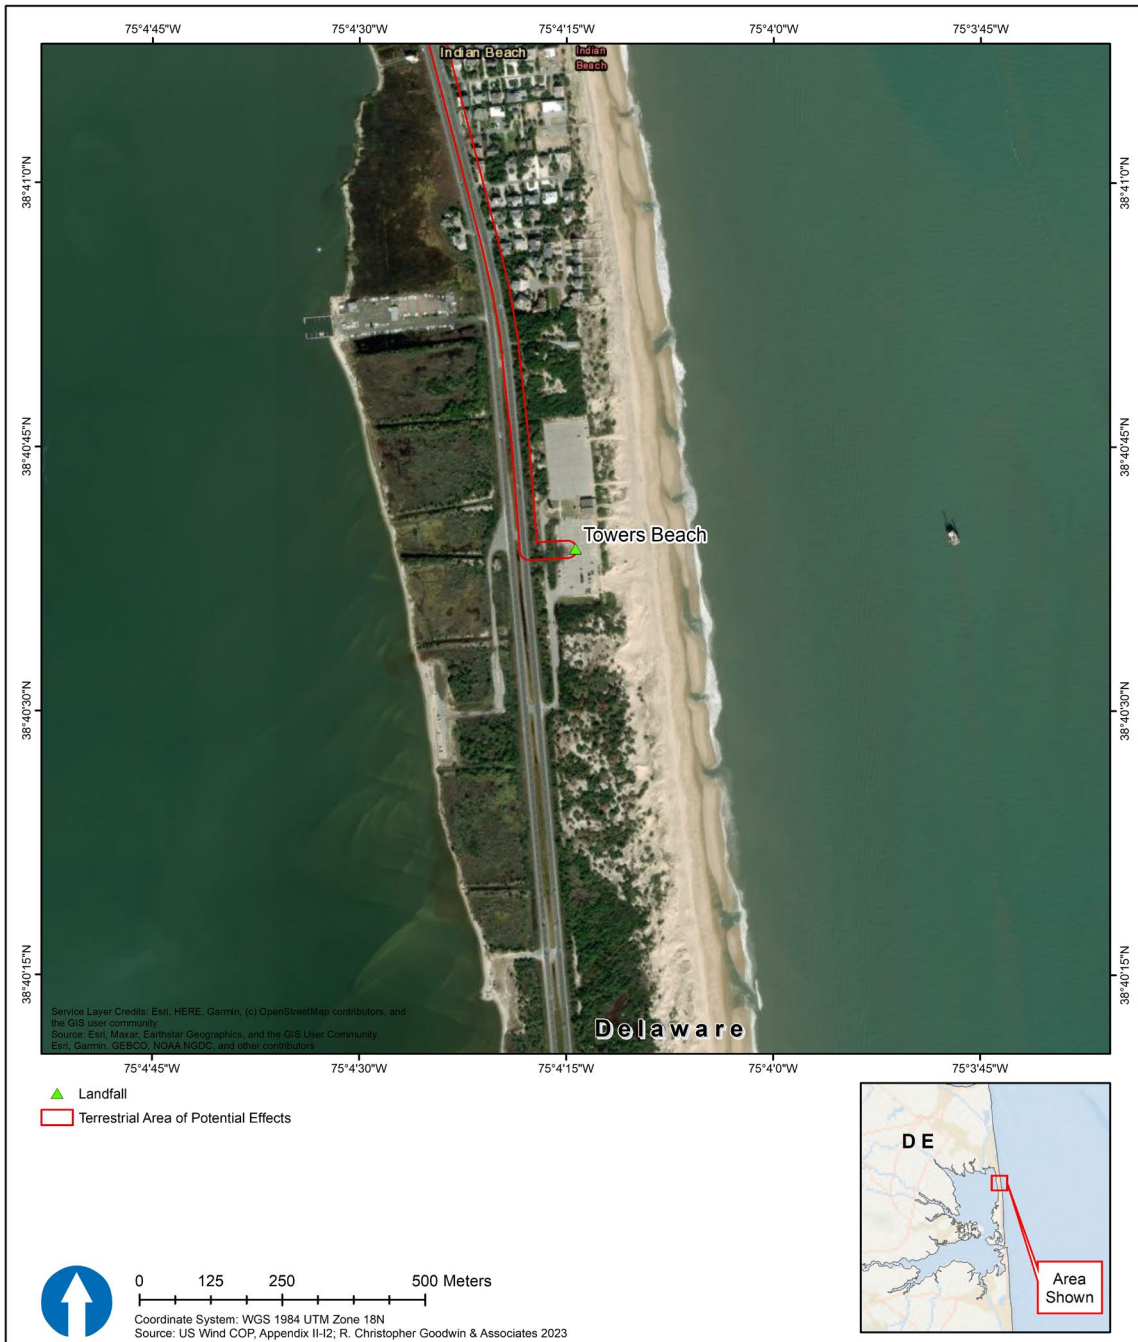 75°4'45"W 75°4'30"W 75°4'15"W 75°4'0"W 75°3'45"W
Indian Beach
Indian
Beach
38°41'0"N
38°41'0"N
38°40'45"N
38°40'45"N
Towers Beach
38°40'30"N
38°40'30"N
38°40'15"N
38°40'15"N
Service Layer Credits: Esri, HERE, Garmin, (c) OpenStreetMap contributors, and
the GIS user community
Source: Esri, Maxar, Earthstar Geographics, and the GIS User Community
Esri, Garmin, GEBCO, NOAA NGDC, and other contributors
Delaware
75°4'45"W 75°4'30"W 75°4'15"W 75°4'0"W 75°3'45"W
Landfall
Terrestrial Area of Potential Effects
DE
Area
Shown
0 125 250 500 Meters
Coordinate System: WGS 1984 UTM Zone 18N
Source: US Wind COP, Appendix II-I2; R. Christopher Goodwin & Associates 2023